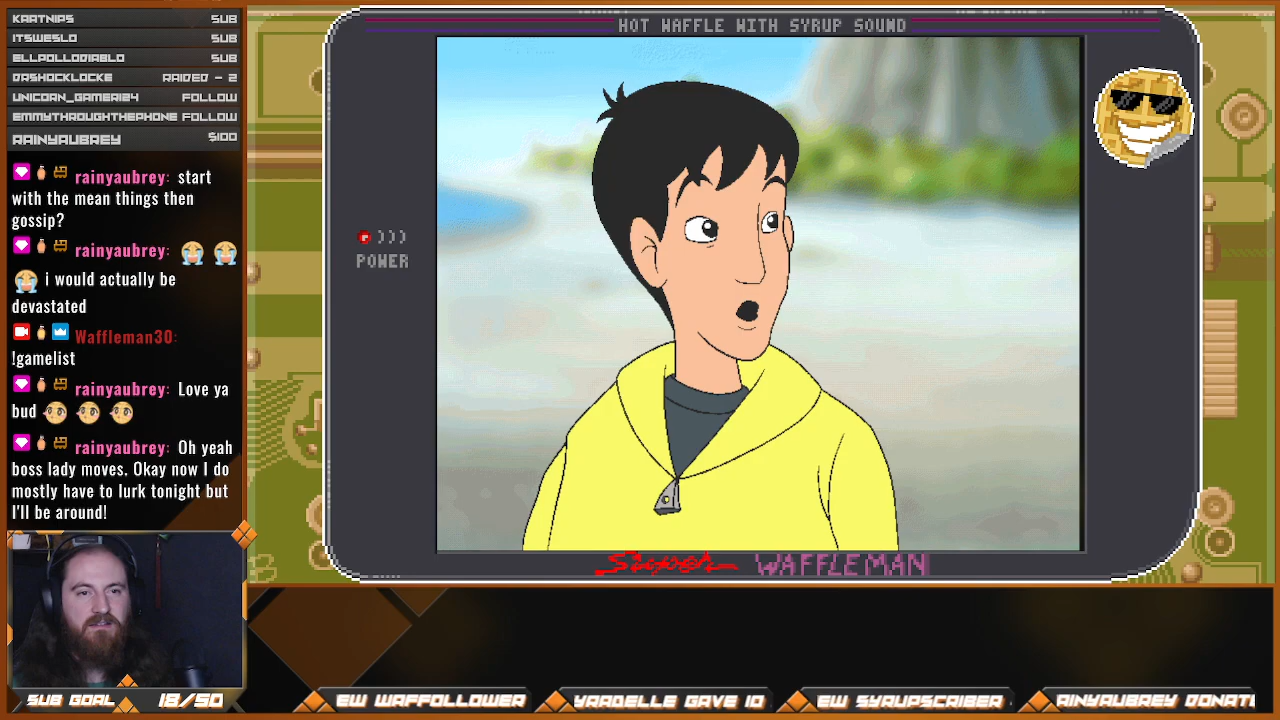 KARTNIPS SUB
ITSWESLO SUB
ELLPOLLODIABLO SUB
DRSHOCKLOCKE RAIDED - 2
UNICORN_GAMER124 FOLLOW
EMMYTHROUGHTHEPHONE FOLLOW
RAINYAUBREY $100
rainyaubrey: start
with the mean things then
gossip?
rainyaubrey:
i would actually be
devastated
Waffleman30:
!gamelist
rainyaubrey: Love ya
bud
rainyaubrey: Oh yeah
boss lady moves. Okay now I do
mostly have to lurk tonight but
I'll be around!
HOT WAFFLE WITH SYRUP SOUND
POWER
WAFFLEMAN
SUB GOAL 18/50
EW WAFFOLLOWER
YRADELLE GAVE 10
EW SYRUPSCRIBER
AINYAUBREY DONATI